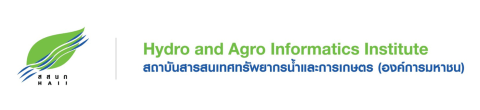 สสนก
HAII
Hydro and Agro Informatics Institute
สถาบันสารสนเทศทรัพยากรน้ำและการเกษตร (องค์การมหาชน)